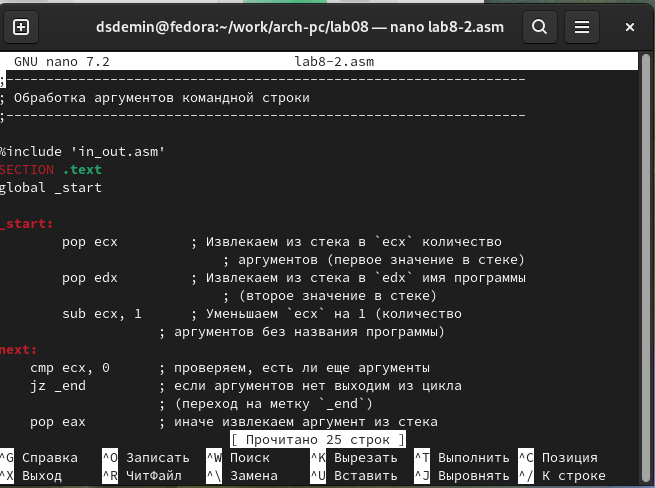 dsdemin@fedora:~/work/arch-pc/lab08 — nano lab8-2.asm
GNU nano 7.2 lab8-2.asm
;---------------------------------------------------------------
; Обработка аргументов командной строки
;---------------------------------------------------------------
%include 'in_out.asm'
SECTION .text
global _start
_start:
pop ecx ; Извлекаем из стека в `ecx` количество
; аргументов (первое значение в стеке)
pop edx ; Извлекаем из стека в `edx` имя программы
; (второе значение в стеке)
sub ecx, 1 ; Уменьшаем `ecx` на 1 (количество
; аргументов без названия программы)
next:
cmp ecx, 0 ; проверяем, есть ли еще аргументы
jz _end ; если аргументов нет выходим из цикла
; (переход на метку `_end`)
pop eax ; иначе извлекаем аргумент из стека
[ Прочитано 25 строк ]
^G Справка ^O Записать ^W Поиск ^K Вырезать ^T Выполнить ^C Позиция
^X Выход ^R ЧитФайл ^\ Замена ^U Вставить ^J Выровнять ^/ К строке